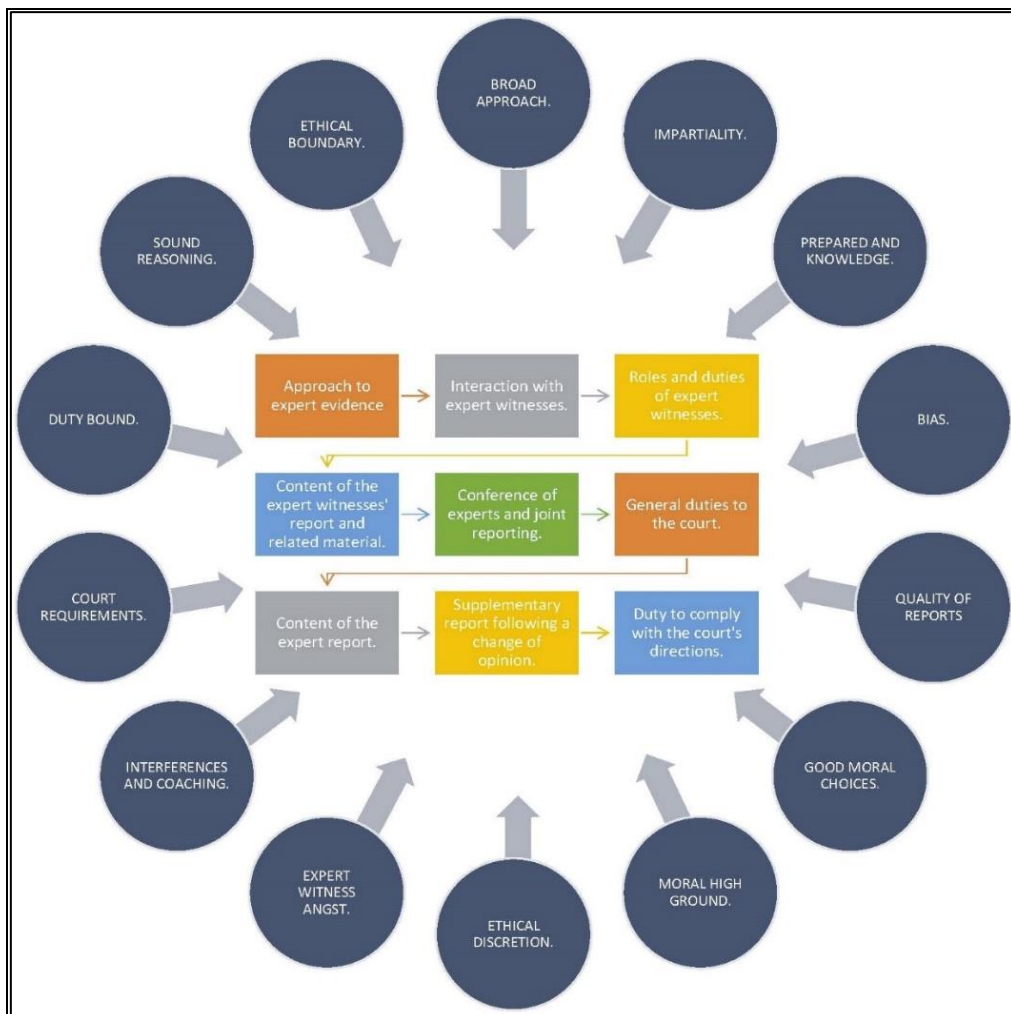 BROAD
APPROACH.
IMPARTIALITY.
PREPARED AND
KNOWLEDGE.
BIAS.
QUALITY OF
REPORTS
GOOD MORAL
CHOICES.
MORAL HIGH
GROUND.
ETHICAL
DISCRETION.
EXPERT
WITNESS
ANGST.
INTERFERENCES
AND COACHING.
COURT
REQUIREMENTS.
DUTY BOUND.
SOUND
REASONING.
ETHICAL
BOUNDARY.
Approach to
expert evidence
Interaction with
expert witnesses.
Roles and duties
of expert
witnesses.
Content of the
expert witnesses'
report and
related material.
Conference of
experts and joint
reporting.
General duties to
the court.
Content of the
expert report.
Supplementary
report following a
change of
opinion.
Duty to comply
with the court's
directions.